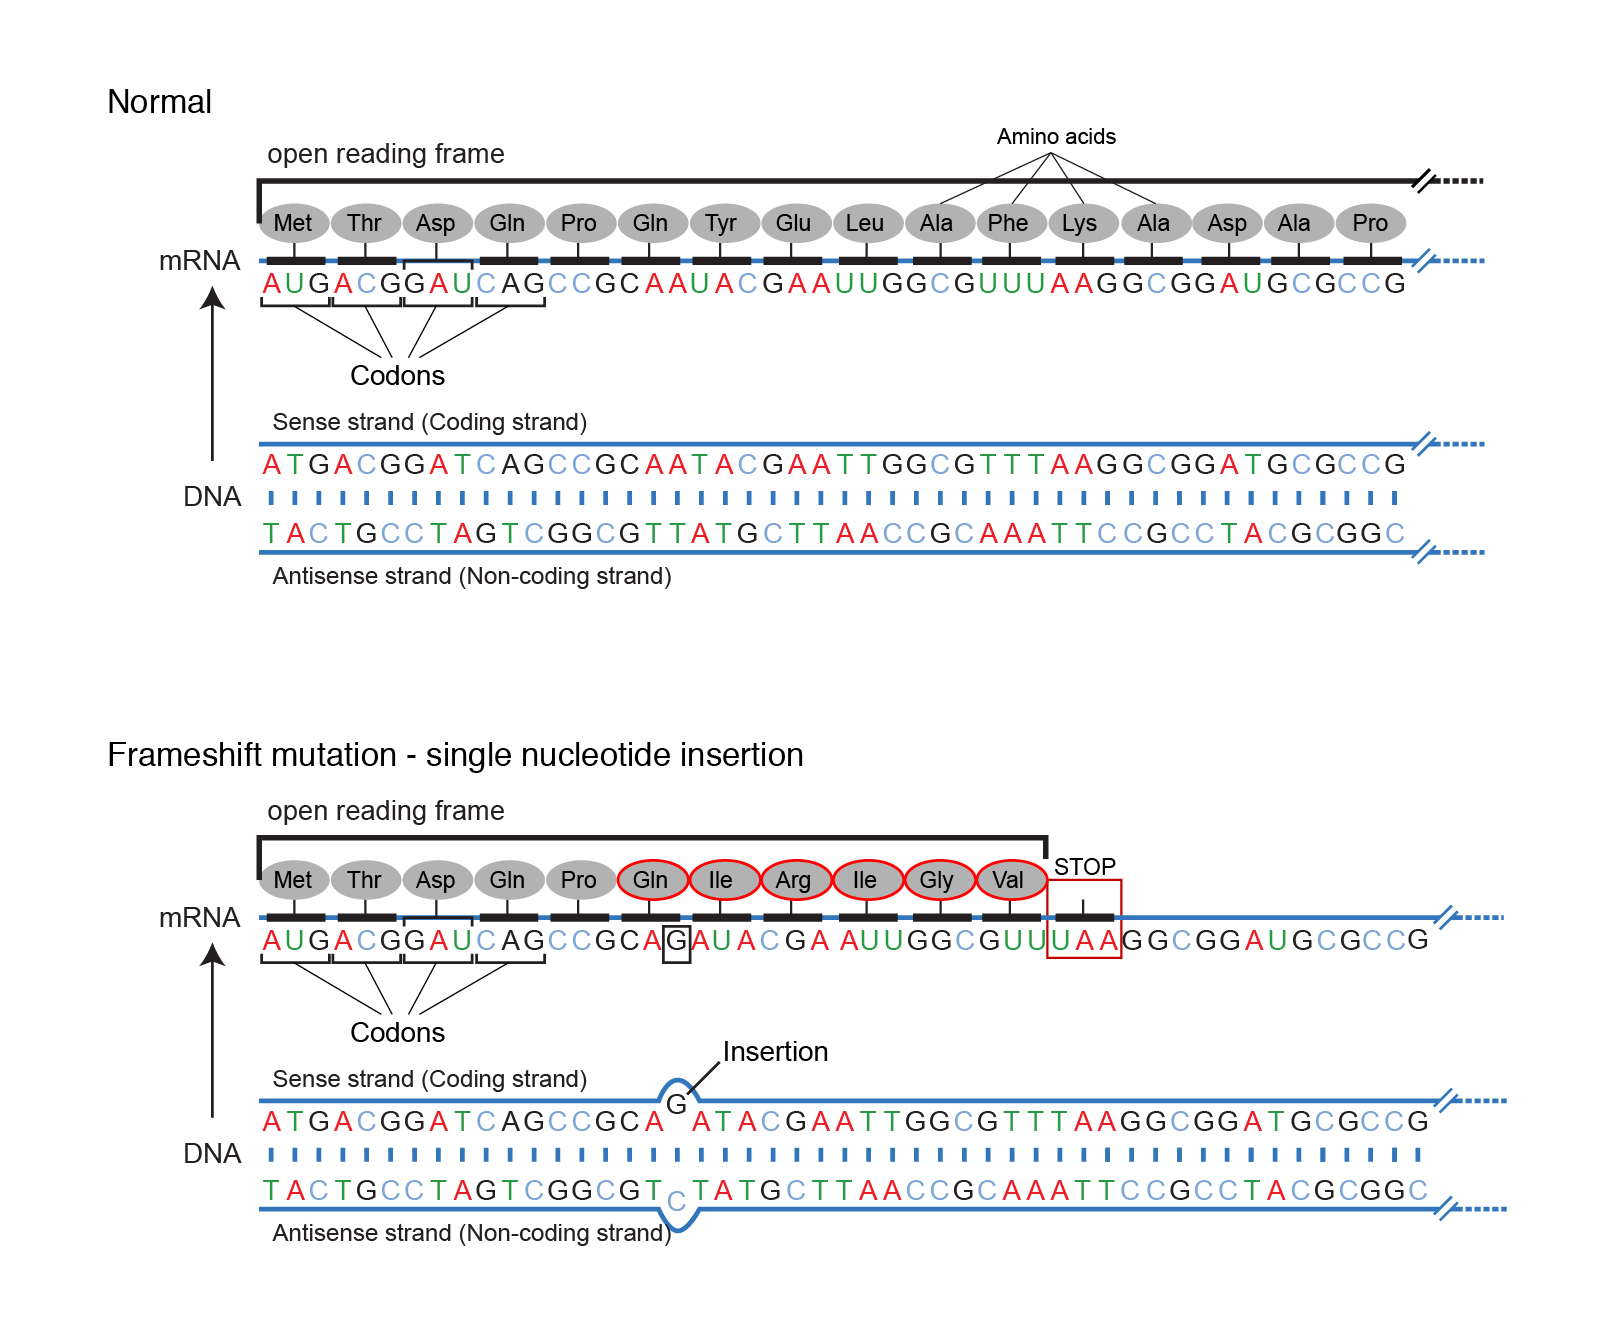 Normal
Amino acids
open reading frame
Met Thr Asp Gln Pro Gln Tyr Glu Leu Ala Phe Lys Ala Asp Ala Pro
mRNA
AUGACGGAUCAGCCGCAAUACGAAUUGGCGUUUAAGGCGGAUGCGCCG
Codons
Sense strand (Coding strand)
ATGACGGATCAGCCGCAATACGAATTGGCGTTTAAGGCGGATGCGCCG
DNA
TACTGCCTAGTCGGCGTTATGCTTAACCGCAAATTCCGCCTACGCGGC
Antisense strand (Non-coding strand)
Frameshift mutation - single nucleotide insertion
open reading frame
Met Thr Asp Gln Pro Gln Ile Arg Ile Gly Val STOP
mRNA
AUGACGGAUCAGCCGCAGAUACGAAUUGGCGUUUAAGGCGGAUGCGCCG
Codons
Insertion
Sense strand (Coding strand)
ATGACGGATCAGCCGCAGATACGAATTGGCGTTTAAGGCGGATGCGCCG
DNA
TACTGCCTAGTCGGCGTCTATGCTTAACCGCAAATTCCGCCTACGCGGC
Antisense strand (Non-coding strand)